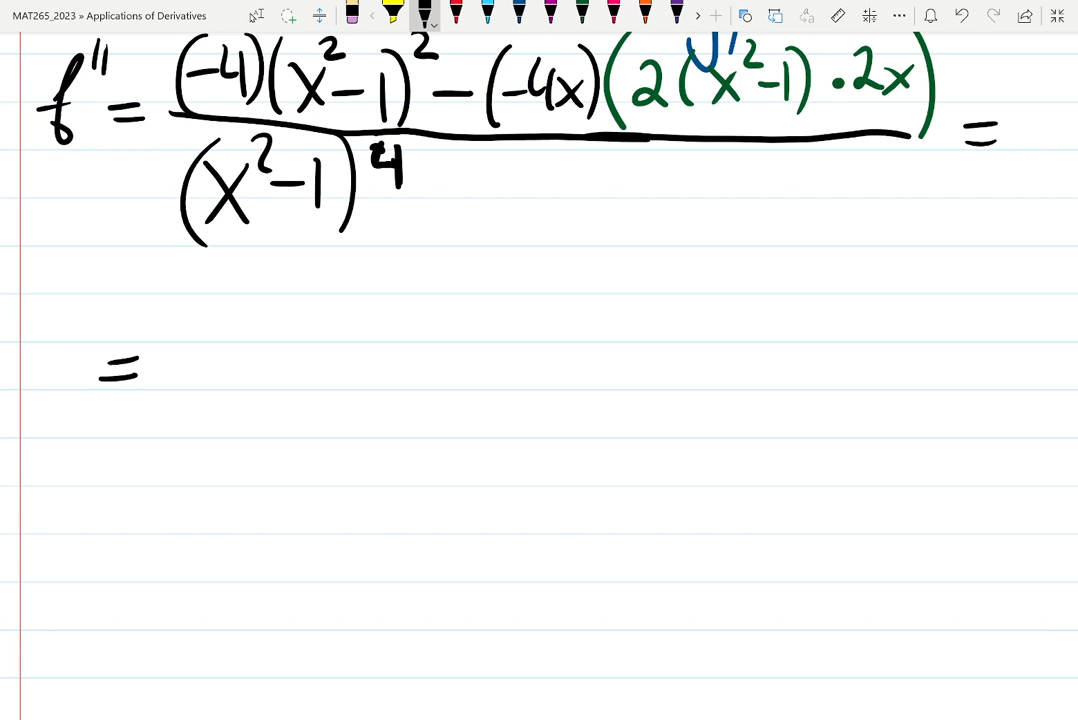 MAT265_2023 » Applications of Derivatives
f'' = (-4)(x²-1)² - (-4x)(2(x²-1)·2x) =
(x²-1)⁴
=